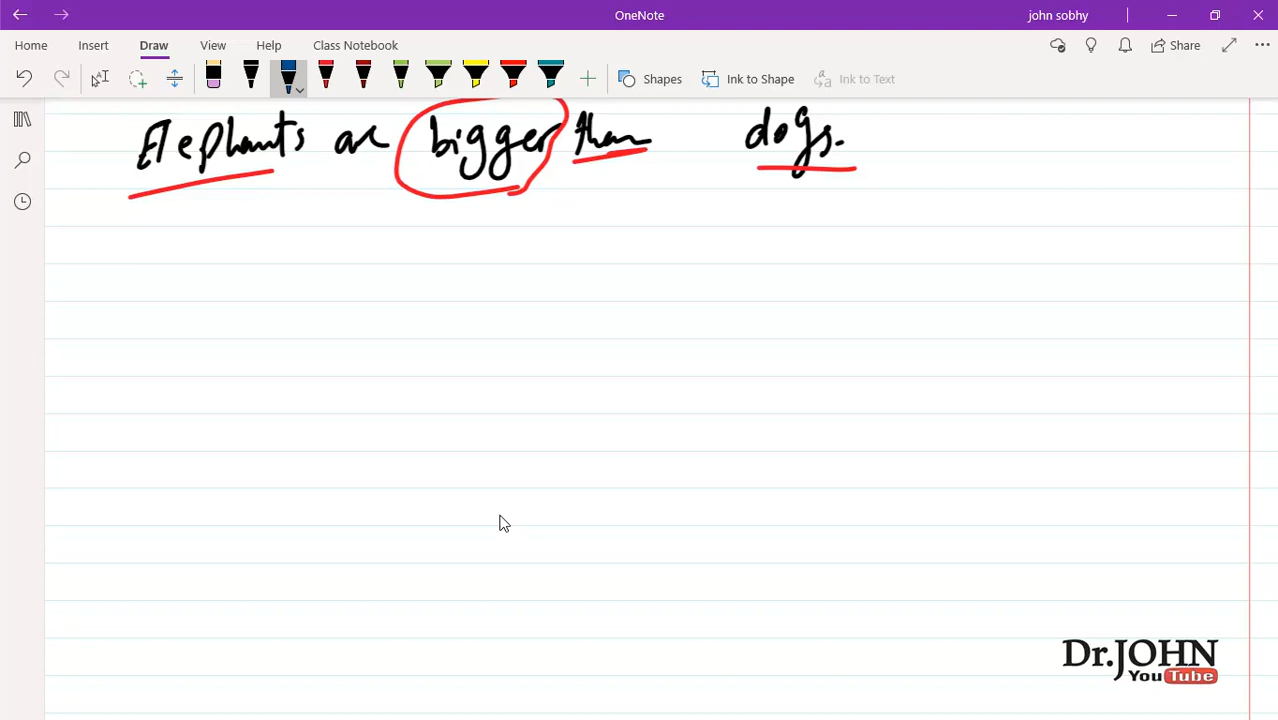 OneNote
john sobhy
Home Insert Draw View Help Class Notebook
Share
Shapes Ink to Shape Ink to Text
Elephants are bigger than dogs.
Dr.JOHN
YouTube